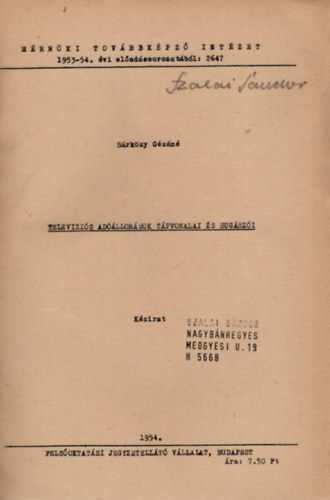 MÉRNÖKI TOVÁBBKÉPZŐ INTÉZET
1953-54. évi előadássorozatából: 2647
Szalai Sándor
Sárközy Gézáné
TELEVIZIÓS ADÓÁLLOMÁSOK TÁPVONALAI ÉS SUGÁRZÓI
Kézirat
SZALAI SÁNDOR
NAGYBÁNHEGYES
MEDGYESI U. 19
H 5668
1954.
FELSŐOKTATÁSI JEGYZETELLÁTÓ VÁLLALAT, BUDAPEST
Ára: 7.50 Ft